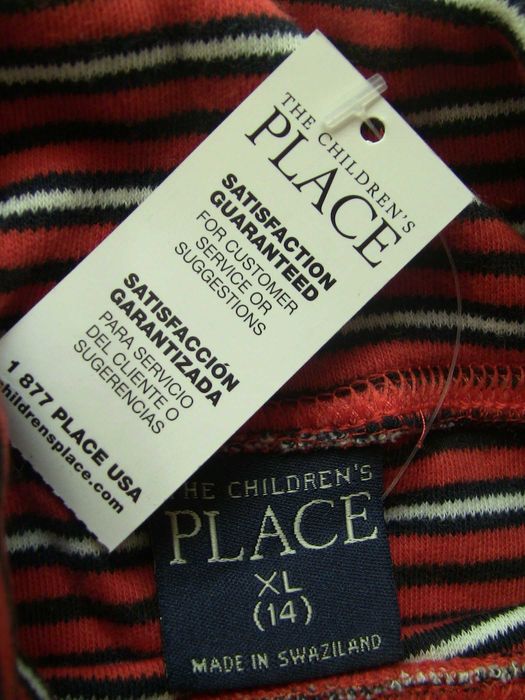 THE CHILDREN'S
PLACE
SATISFACTION
GUARANTEED
FOR CUSTOMER
SERVICE OR
SUGGESTIONS
SATISFACCIÓN
GARANTIZADA
PARA SERVICIO
DEL CLIENTE O
SUGERENCIAS
1 877 PLACE USA
childrensplace.com
THE CHILDREN'S
PLACE
XL
(14)
MADE IN SWAZILAND